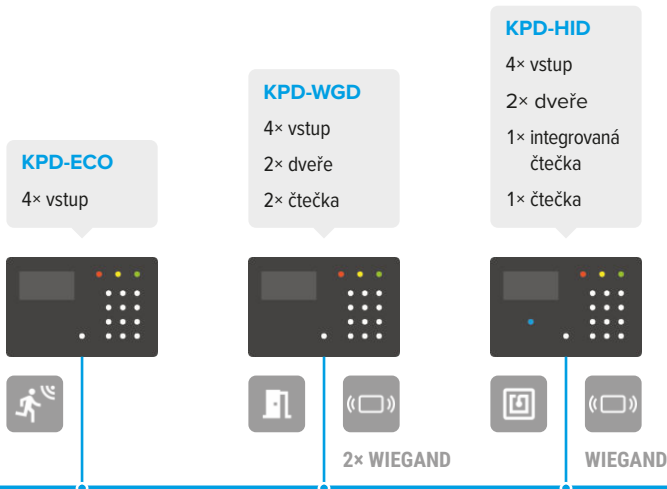 KPD-ECO
4× vstup
KPD-WGD
4× vstup
2× dveře
2× čtečka
2× WIEGAND
KPD-HID
4× vstup
2× dveře
1× integrovaná
čtečka
1× čtečka
WIEGAND